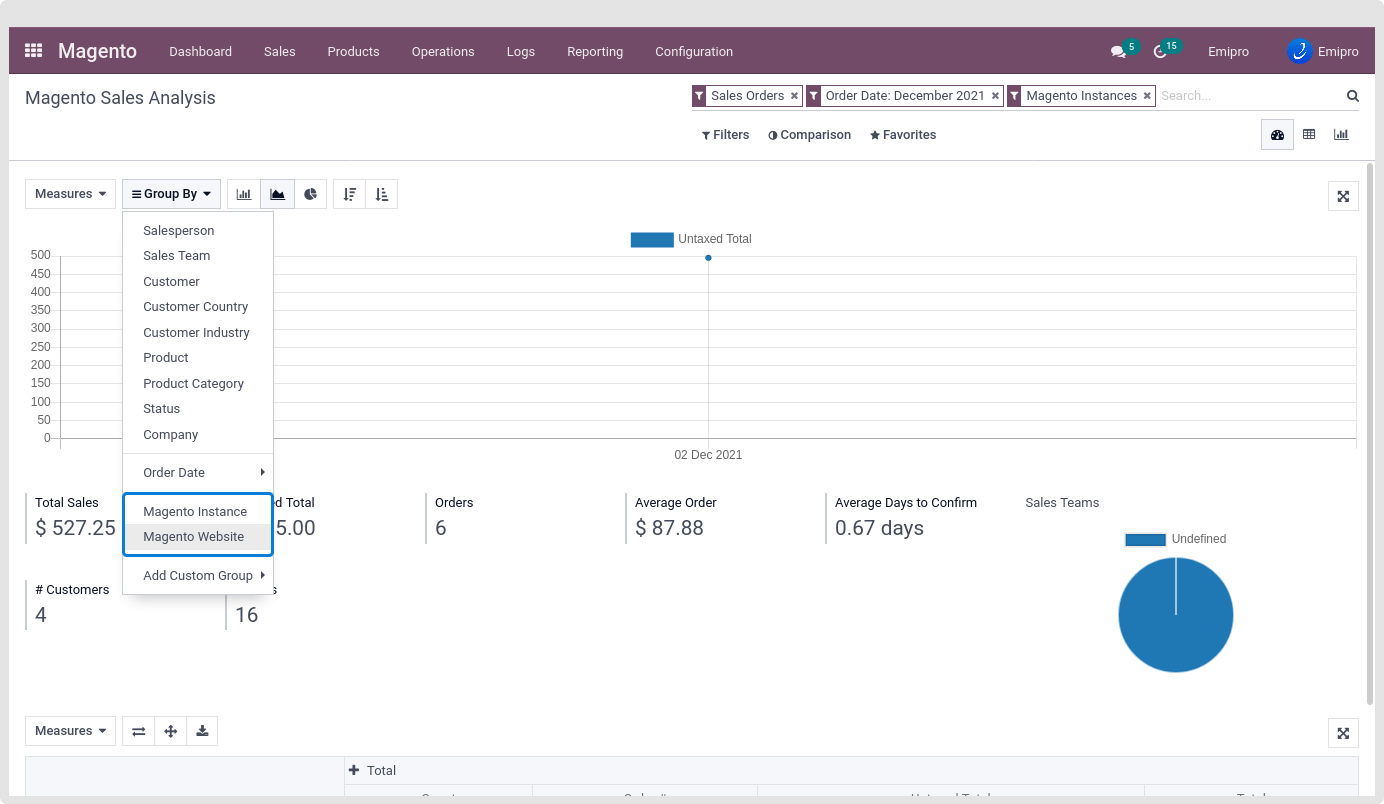 Magento Dashboard Sales Products Operations Logs Reporting Configuration 5 15 Emipro Emipro
Magento Sales Analysis Sales Orders Order Date: December 2021 Magento Instances Search...
Filters Comparison Favorites
Measures Group By
Salesperson
Sales Team
Customer
Customer Country
Customer Industry
Product
Product Category
Status
Company
Order Date
Magento Instance
Magento Website
Add Custom Group
Untaxed Total
500
450
400
350
300
250
200
150
100
50
0
02 Dec 2021
Total Sales
$ 527.25
d Total
5.00
Orders
6
Average Order
$ 87.88
Average Days to Confirm
0.67 days
Sales Teams
Undefined
# Customers
4
s
16
Measures
Total